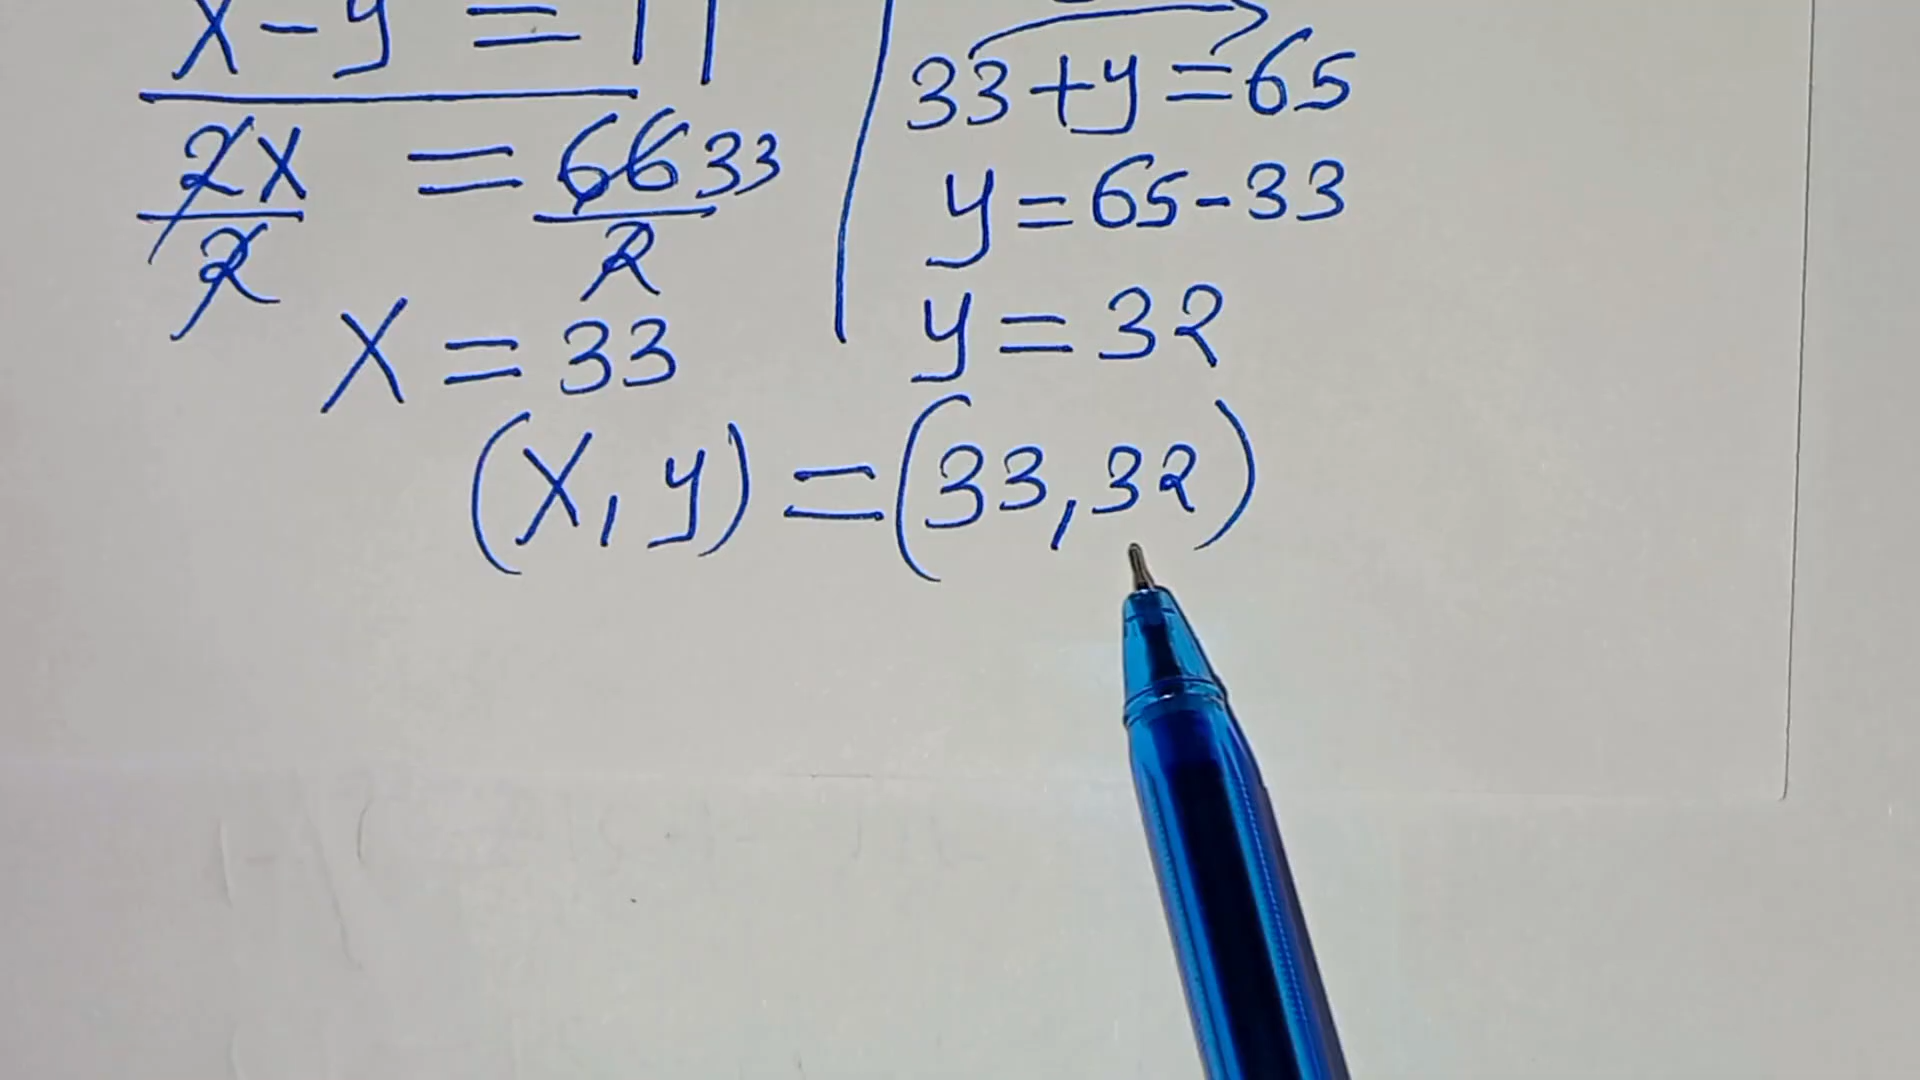 x - y = 11
2x = 66 33
2 2
x = 33
33 + y = 65
y = 65 - 33
y = 32
(x, y) = (33, 32)